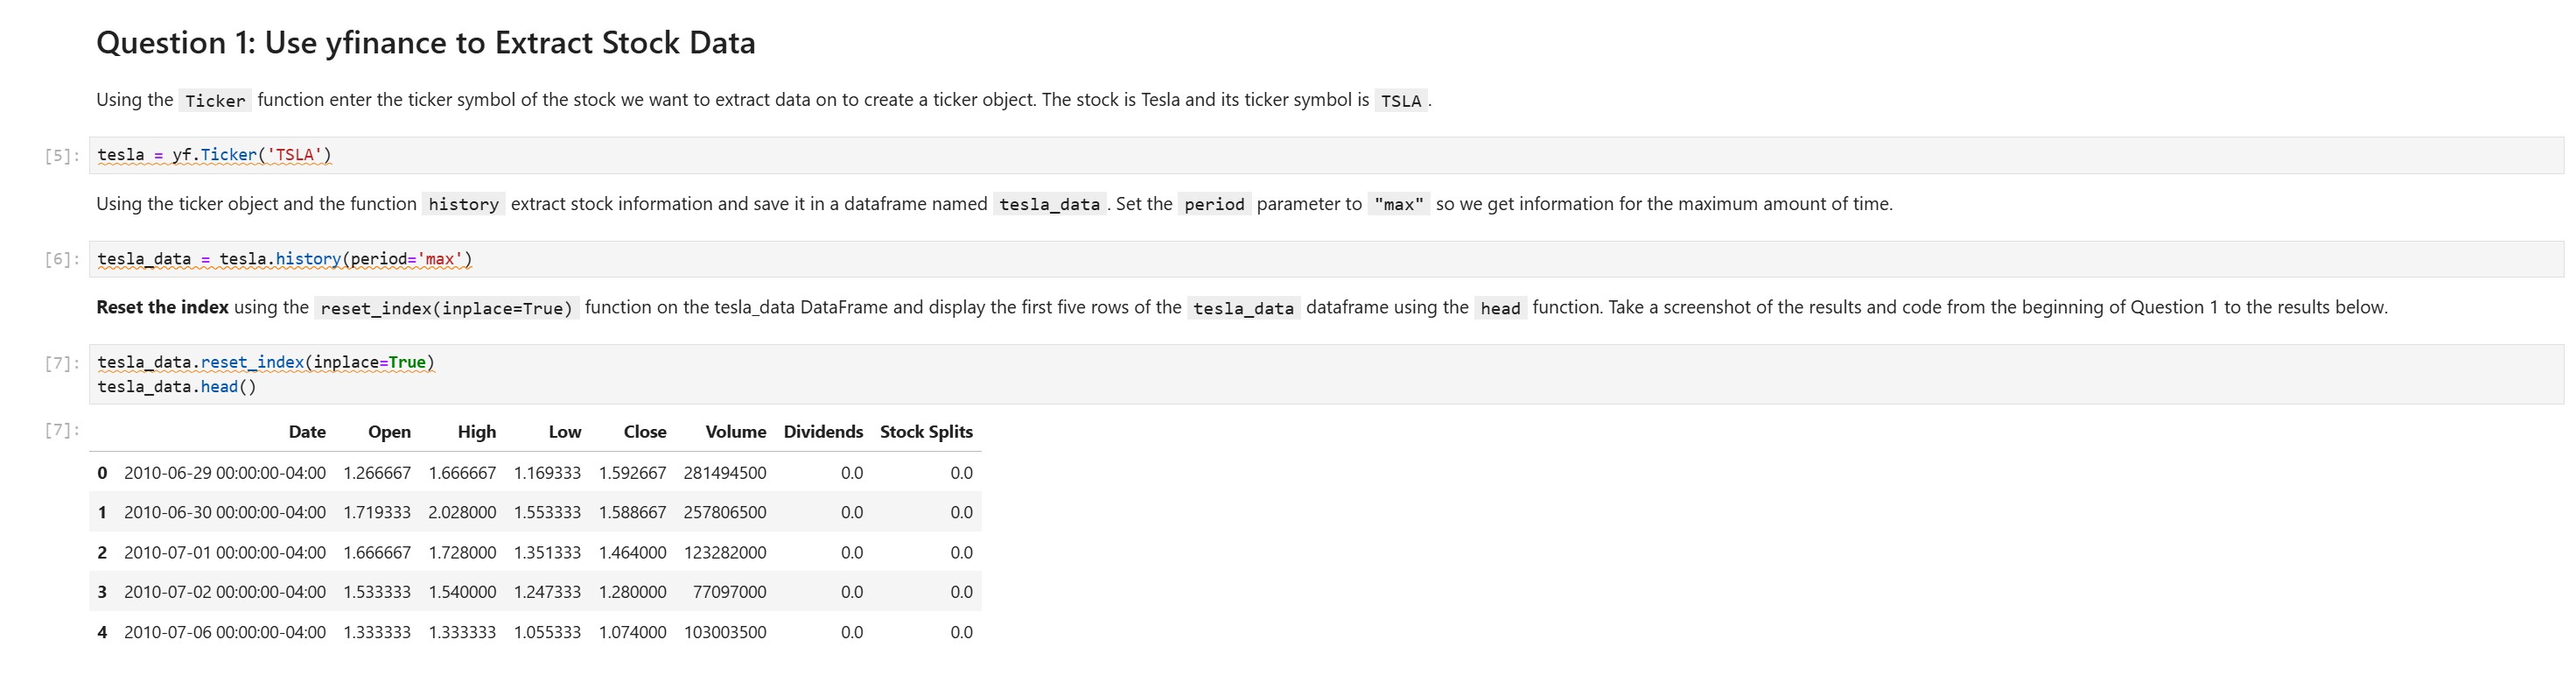 Question 1: Use yfinance to Extract Stock Data
Using the Ticker function enter the ticker symbol of the stock we want to extract data on to create a ticker object. The stock is Tesla and its ticker symbol is TSLA .
[5]: tesla = yf.Ticker('TSLA')
Using the ticker object and the function history extract stock information and save it in a dataframe named tesla_data . Set the period parameter to "max" so we get information for the maximum amount of time.
[6]: tesla_data = tesla.history(period='max')
Reset the index using the reset_index(inplace=True) function on the tesla_data DataFrame and display the first five rows of the tesla_data dataframe using the head function. Take a screenshot of the results and code from the beginning of Question 1 to the results below.
[7]: tesla_data.reset_index(inplace=True)
tesla_data.head()
[7]: Date Open High Low Close Volume Dividends Stock Splits
0 2010-06-29 00:00:00-04:00 1.266667 1.666667 1.169333 1.592667 281494500 0.0 0.0
1 2010-06-30 00:00:00-04:00 1.719333 2.028000 1.553333 1.588667 257806500 0.0 0.0
2 2010-07-01 00:00:00-04:00 1.666667 1.728000 1.351333 1.464000 123282000 0.0 0.0
3 2010-07-02 00:00:00-04:00 1.533333 1.540000 1.247333 1.280000 77097000 0.0 0.0
4 2010-07-06 00:00:00-04:00 1.333333 1.333333 1.055333 1.074000 103003500 0.0 0.0